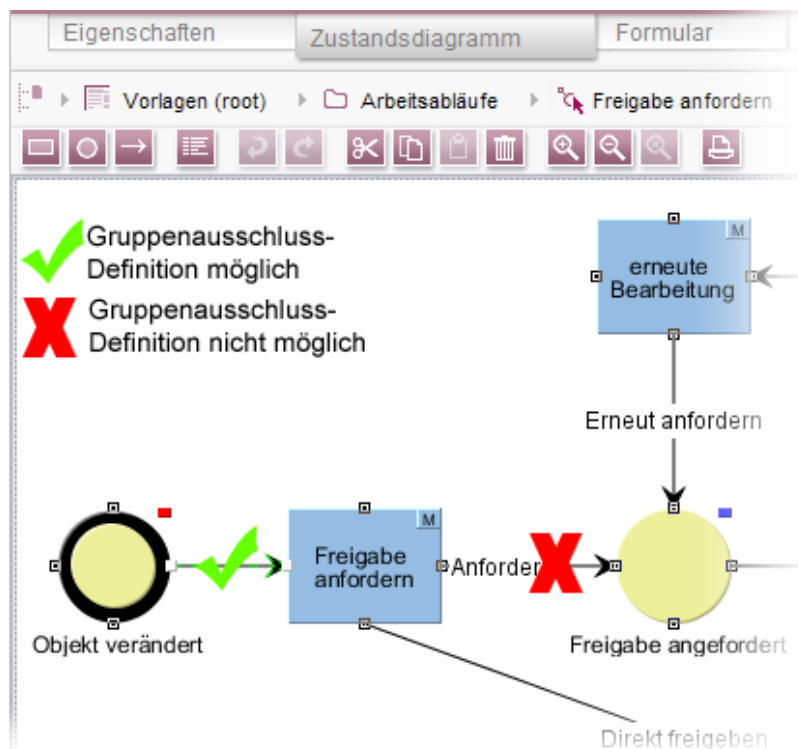 Eigenschaften
Zustandsdiagramm
Formular
Vorlagen (root)
Arbeitsabläufe
Freigabe anfordern
Gruppenausschluss-
Definition möglich
Gruppenausschluss-
Definition nicht möglich
M
erneute
Bearbeitung
Erneut anfordern
M
Freigabe
anfordern
Anforder
Objekt verändert
Freigabe angefordert
Direkt freigeben